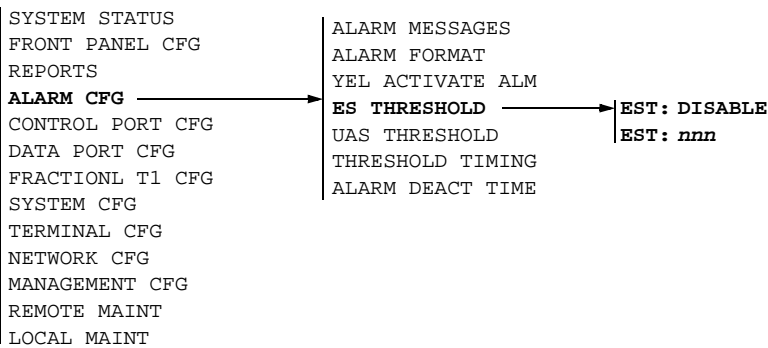 SYSTEM STATUS
FRONT PANEL CFG
REPORTS
ALARM CFG
CONTROL PORT CFG
DATA PORT CFG
FRACTIONL T1 CFG
SYSTEM CFG
TERMINAL CFG
NETWORK CFG
MANAGEMENT CFG
REMOTE MAINT
LOCAL MAINT
ALARM MESSAGES
ALARM FORMAT
YEL ACTIVATE ALM
ES THRESHOLD
UAS THRESHOLD
THRESHOLD TIMING
ALARM DEACT TIME
EST: DISABLE
EST: nnn